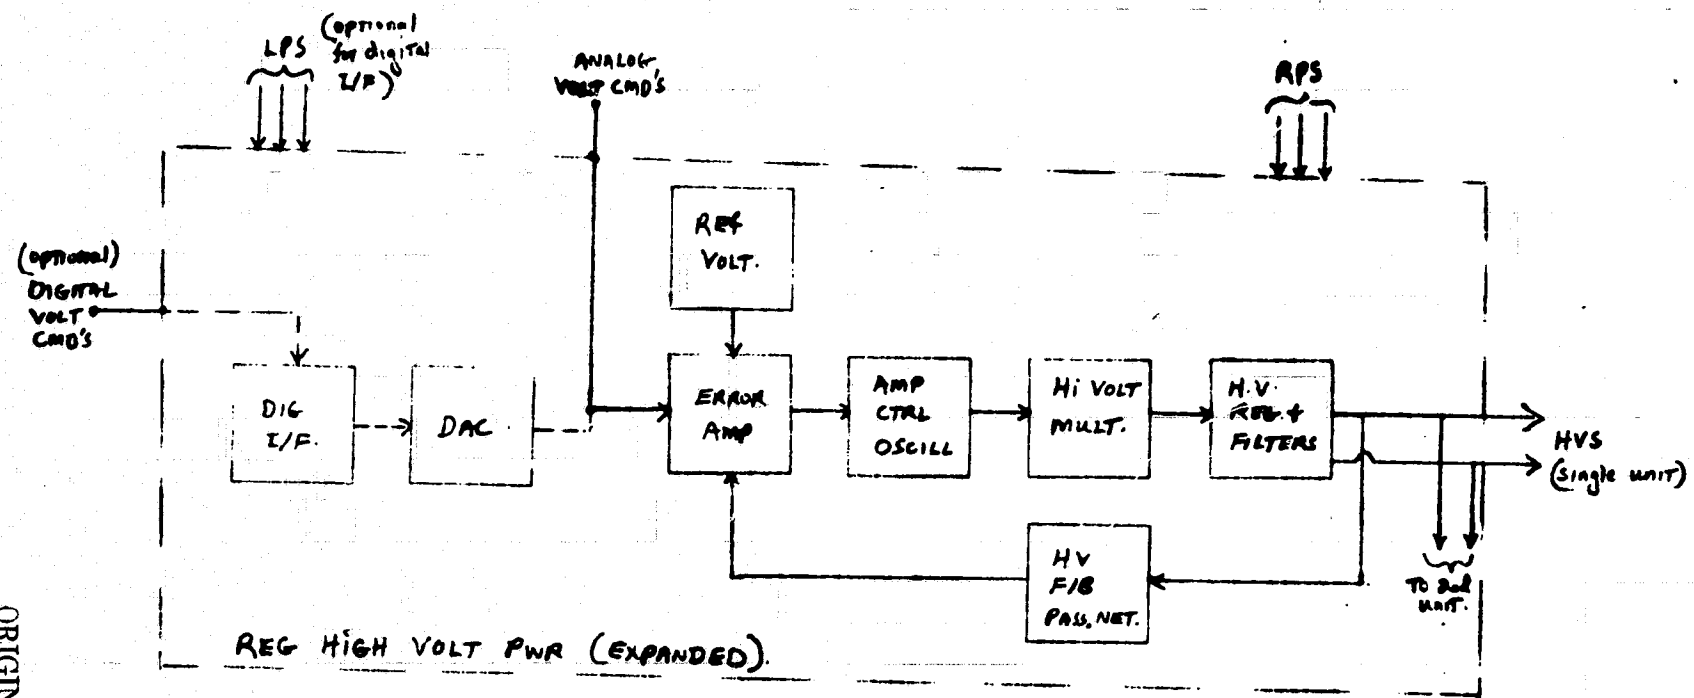 LPS
(optional
for digital
I/F)
ANALOG
VOLT CMD'S
RPS
(optional)
DIGITAL
VOLT
CMD'S
REF
VOLT.
DIG
I/F.
DAC.
ERROR
AMP
AMP
CTRL
OSCILL
Hi VOLT
MULT.
H.V.
REG. &
FILTERS
HVS
(single unit)
HV
F/B
PASS. NET.
TO 2nd
unit.
REG HIGH VOLT PWR (EXPANDED).